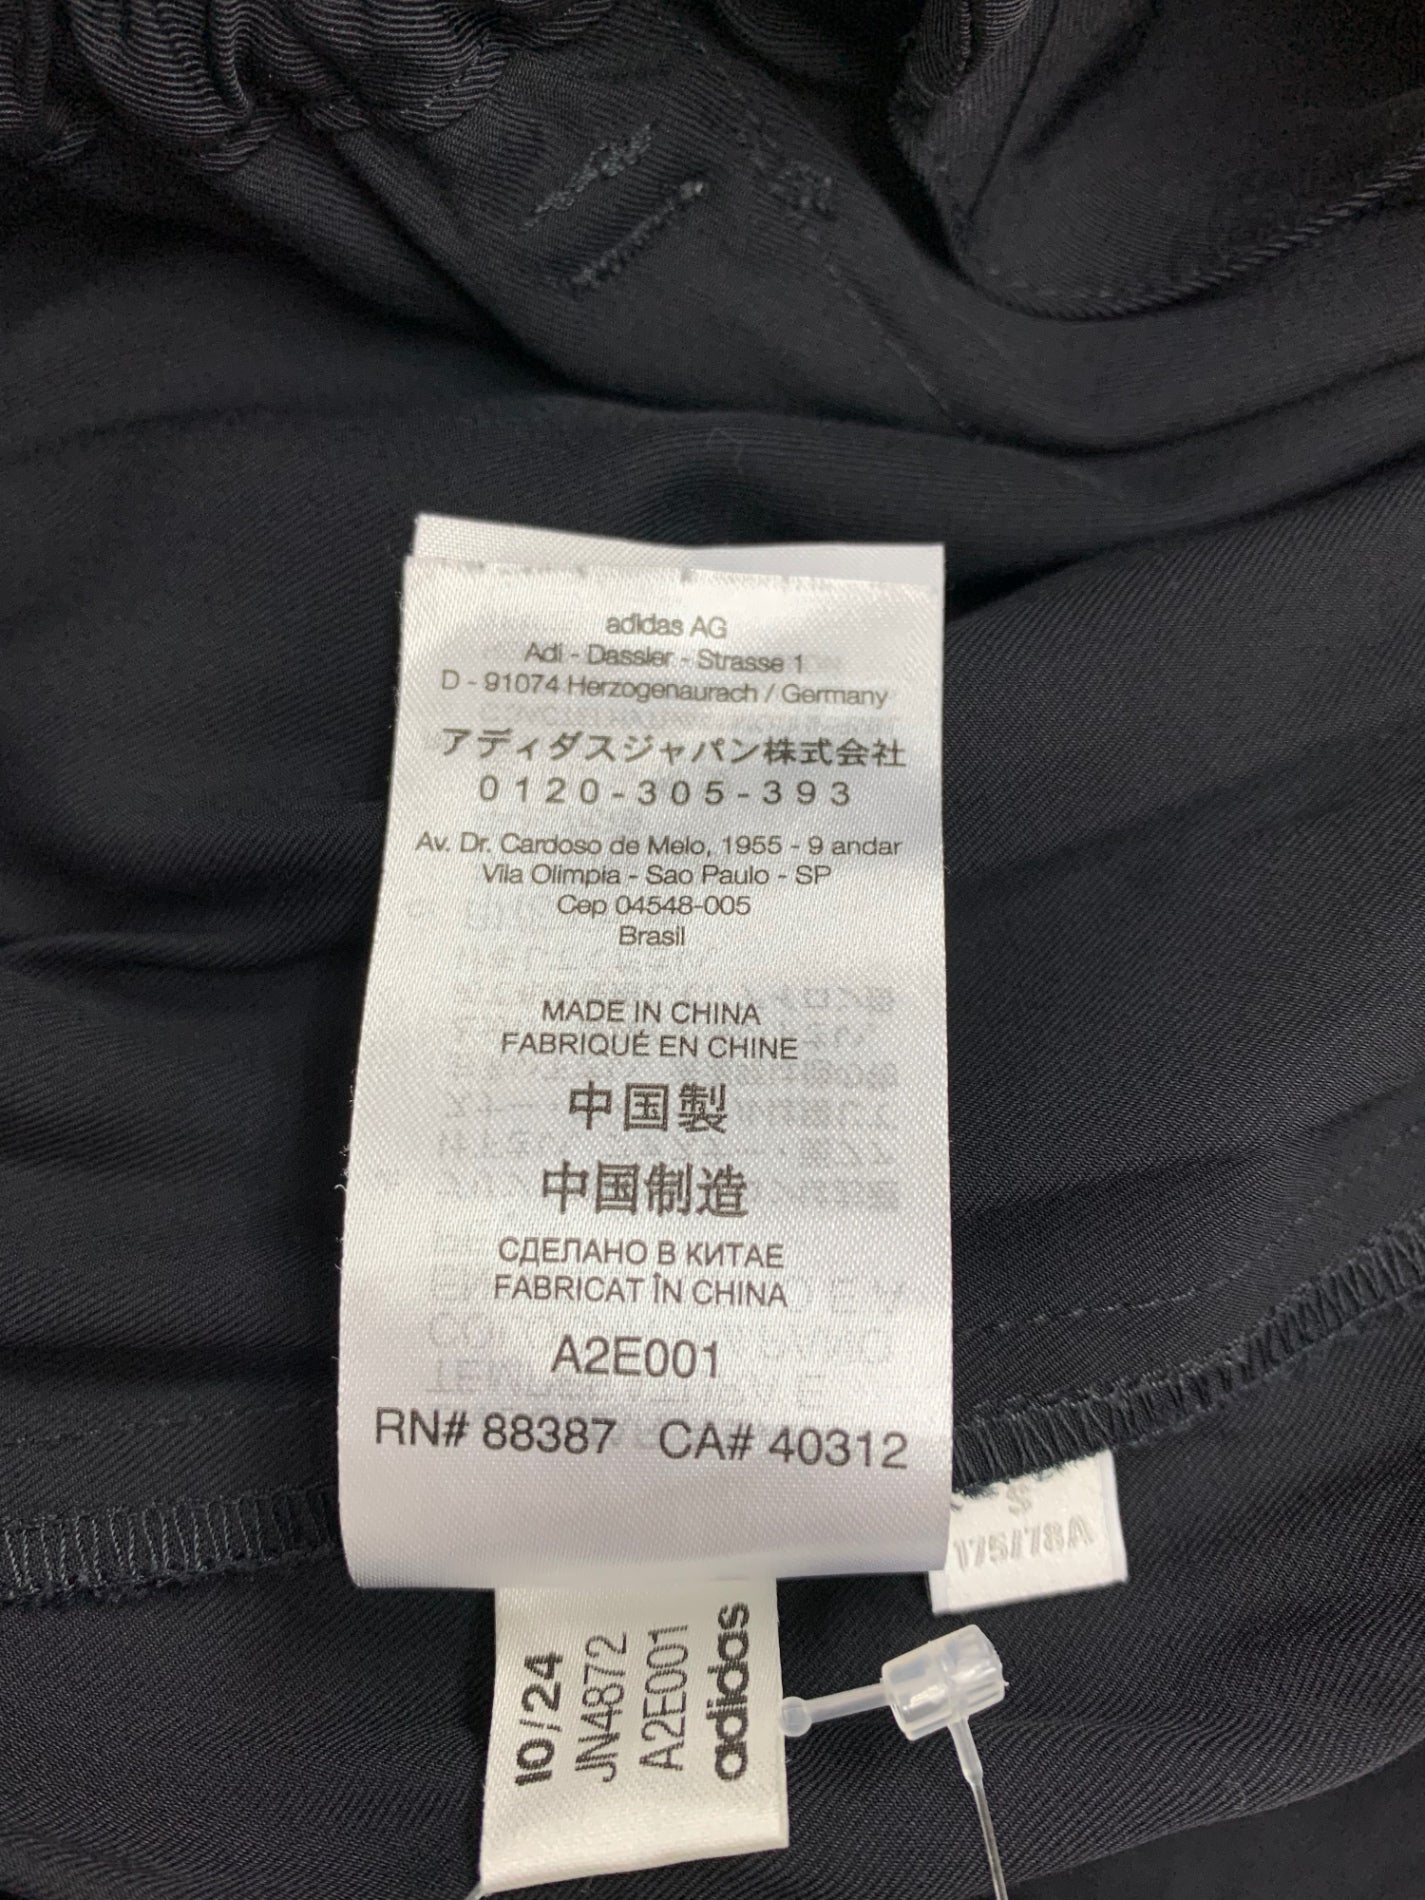 adidas AG
Adi - Dassler - Strasse 1
D - 91074 Herzogenaurach / Germany
アディダスジャパン株式会社
0120-305-393
Av. Dr. Cardoso de Melo, 1955 - 9 andar
Vila Olimpia - Sao Paulo - SP
Cep 04548-005
Brasil
MADE IN CHINA
FABRIQUÉ EN CHINE
中国製
中国制造
СДЕЛАНО В КИТАЕ
FABRICAT ÎN CHINA
A2E001
RN# 88387 CA# 40312
S
175/78A
10/24
JN4872
A2E001
adidas